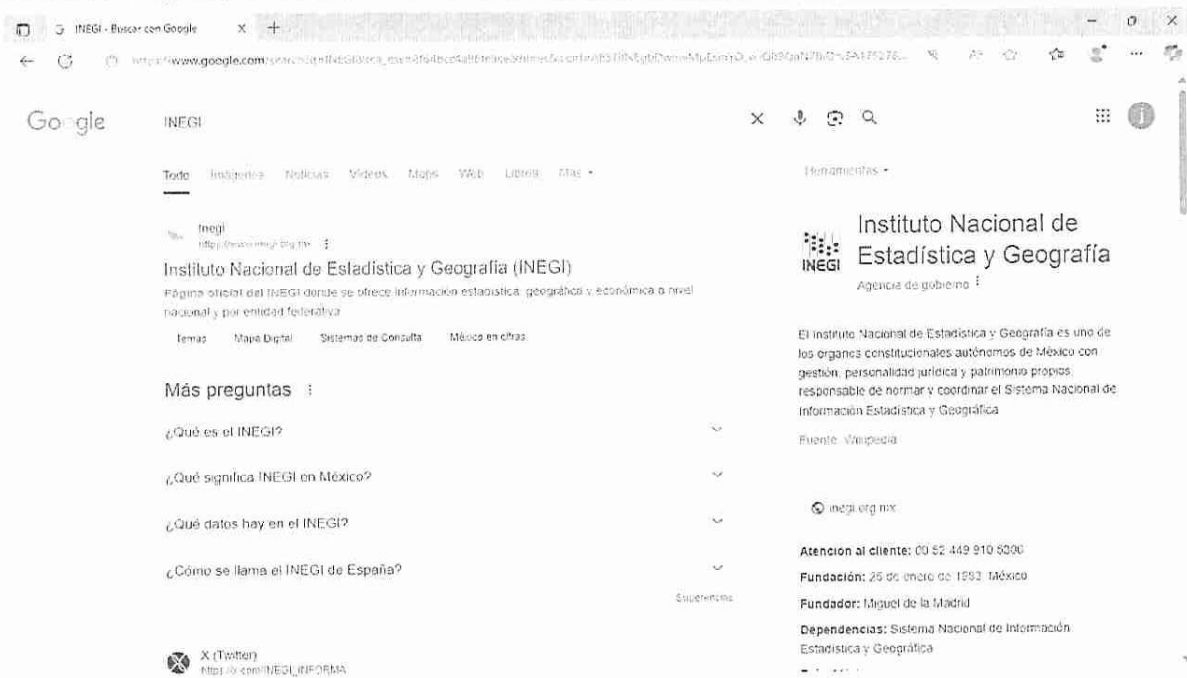 INEGI - Buscar con Google
www.google.com
Google
INEGI
Todo Imágenes Noticias Videos Maps Web Libros Más
Herramientas
Inegi
Instituto Nacional de Estadística y Geografía (INEGI)
Página oficial del INEGI donde se ofrece información estadística, geográfica y económica a nivel
nacional y por entidad federativa
Temas Mapa Digital Sistemas de Consulta México en cifras
Más preguntas
¿Qué es el INEGI?
¿Qué significa INEGI en México?
¿Qué datos hay en el INEGI?
¿Cómo se llama el INEGI de España?
Sugerencias
X (Twitter)
https://x.com/INEGI_INFORMA
INEGI
Instituto Nacional de
Estadística y Geografía
Agencia de gobierno
El Instituto Nacional de Estadística y Geografía es uno de
los órganos constitucionales autónomos de México con
gestión, personalidad jurídica y patrimonio propios,
responsable de normar y coordinar el Sistema Nacional de
Información Estadística y Geográfica
Fuente: Wikipedia
inegi.org.mx
Atención al cliente: 00 52 449 910 5300
Fundación: 25 de enero de 1983, México
Fundador: Miguel de la Madrid
Dependencias: Sistema Nacional de Información
Estadística y Geográfica